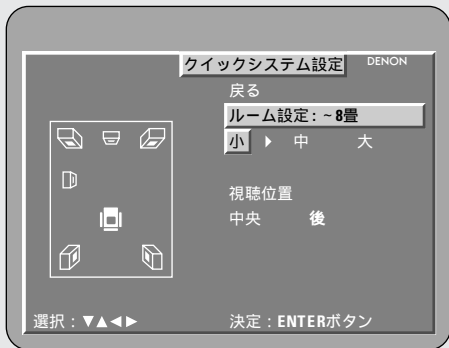 クイックシステム設定
DENON
戻る
ルーム設定:~8畳
小 ▶ 中 大
視聴位置
中央 後
選択:▼▲◀▶
決定:ENTERボタン